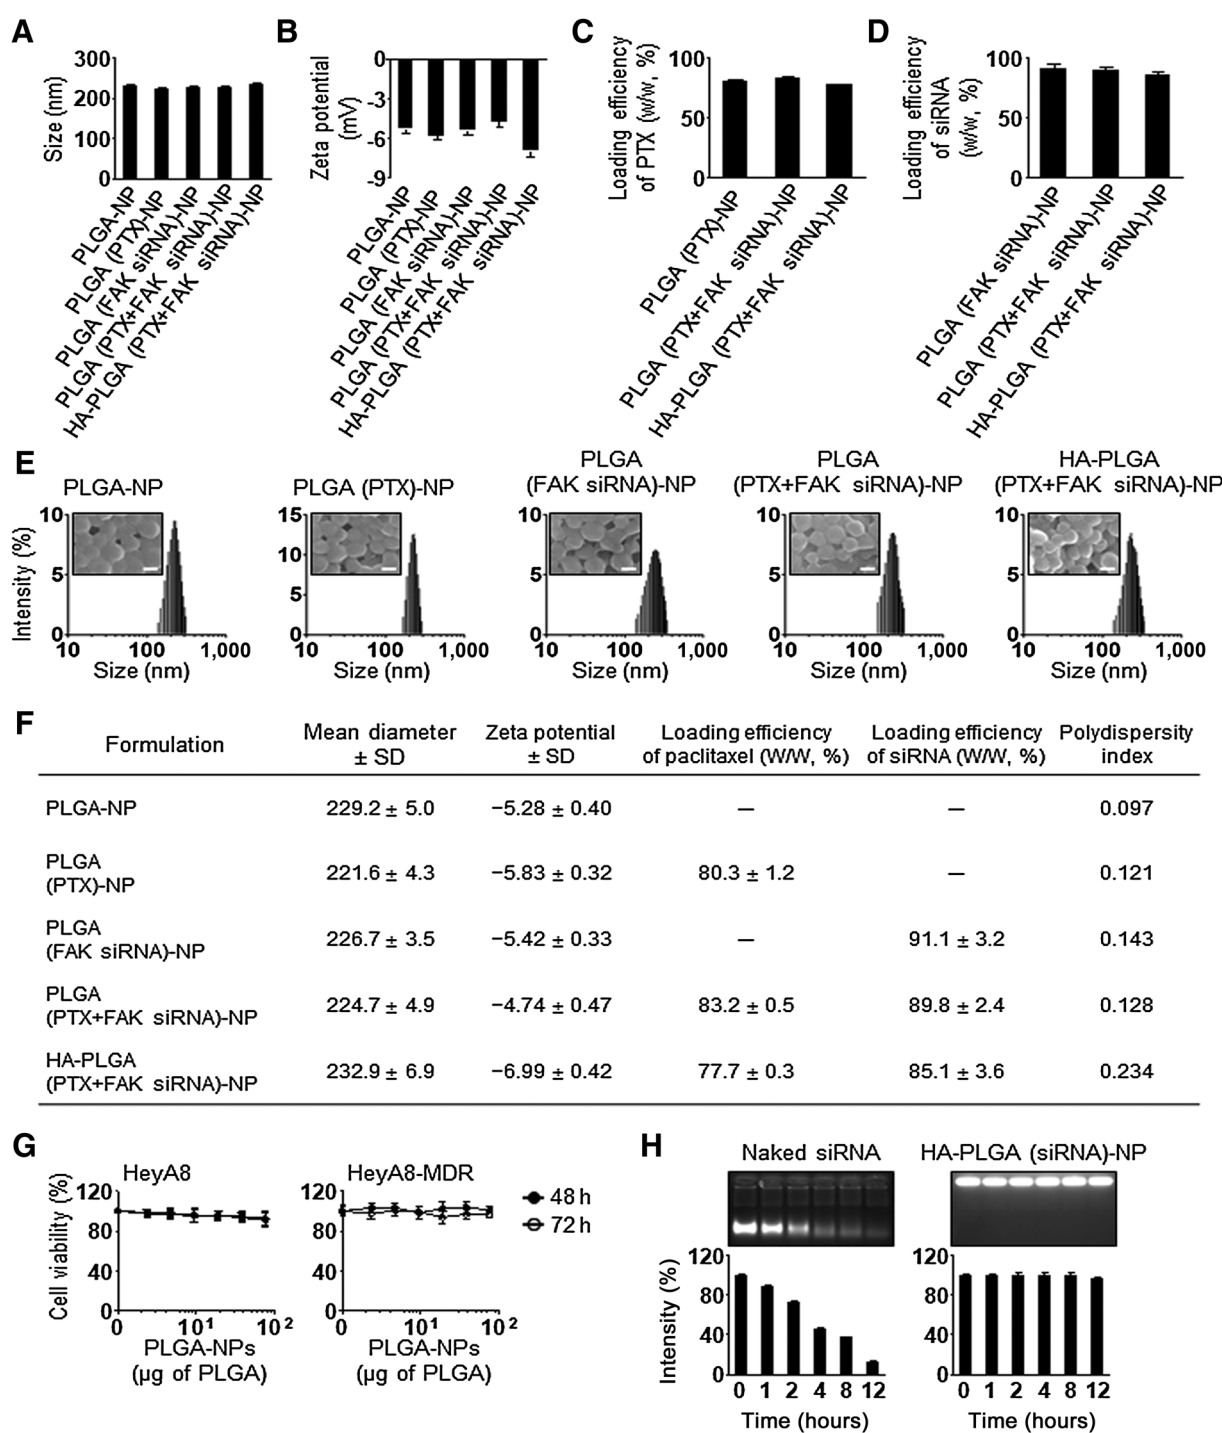 A
Size (nm)
300
200
100
0
PLGA-NP
PLGA (PTX)-NP
PLGA (FAK siRNA)-NP
PLGA (PTX+FAK siRNA)-NP
HA-PLGA (PTX+FAK siRNA)-NP
B
Zeta potential
(mV)
0
-3
-6
-9
PLGA-NP
PLGA (PTX)-NP
PLGA (FAK siRNA)-NP
PLGA (PTX+FAK siRNA)-NP
HA-PLGA (PTX+FAK siRNA)-NP
C
Loading efficiency
of PTX (w/w, %)
100
50
0
PLGA (PTX)-NP
PLGA (PTX+FAK siRNA)-NP
HA-PLGA (PTX+FAK siRNA)-NP
D
Loading efficiency
of siRNA
(w/w, %)
100
50
0
PLGA (FAK siRNA)-NP
PLGA (PTX+FAK siRNA)-NP
HA-PLGA (PTX+FAK siRNA)-NP
E
PLGA-NP
Intensity (%)
10
5
0
10 100 1,000
Size (nm)
PLGA (PTX)-NP
15
10
5
0
10 100 1,000
Size (nm)
PLGA
(FAK siRNA)-NP
10
5
0
10 100 1,000
Size (nm)
PLGA
(PTX+FAK siRNA)-NP
10
5
0
10 100 1,000
Size (nm)
HA-PLGA
(PTX+FAK siRNA)-NP
10
5
0
10 100 1,000
Size (nm)
F
Formulation
Mean diameter
± SD
Zeta potential
± SD
Loading efficiency
of paclitaxel (W/W, %)
Loading efficiency
of siRNA (W/W, %)
Polydispersity
index
PLGA-NP
229.2 ± 5.0 −5.28 ± 0.40 — — 0.097
PLGA
(PTX)-NP
221.6 ± 4.3 −5.83 ± 0.32 80.3 ± 1.2 — 0.121
PLGA
(FAK siRNA)-NP
226.7 ± 3.5 −5.42 ± 0.33 — 91.1 ± 3.2 0.143
PLGA
(PTX+FAK siRNA)-NP
224.7 ± 4.9 −4.74 ± 0.47 83.2 ± 0.5 89.8 ± 2.4 0.128
HA-PLGA
(PTX+FAK siRNA)-NP
232.9 ± 6.9 −6.99 ± 0.42 77.7 ± 0.3 85.1 ± 3.6 0.234
G
HeyA8
Cell viability (%)
120
80
40
0
0 10¹ 10²
PLGA-NPs
(µg of PLGA)
HeyA8-MDR
120
80
40
0
0 10¹ 10²
PLGA-NPs
(µg of PLGA)
48 h
72 h
H
Naked siRNA
Intensity (%)
120
80
40
0
0 1 2 4 8 12
Time (hours)
HA-PLGA (siRNA)-NP
120
80
40
0
0 1 2 4 8 12
Time (hours)